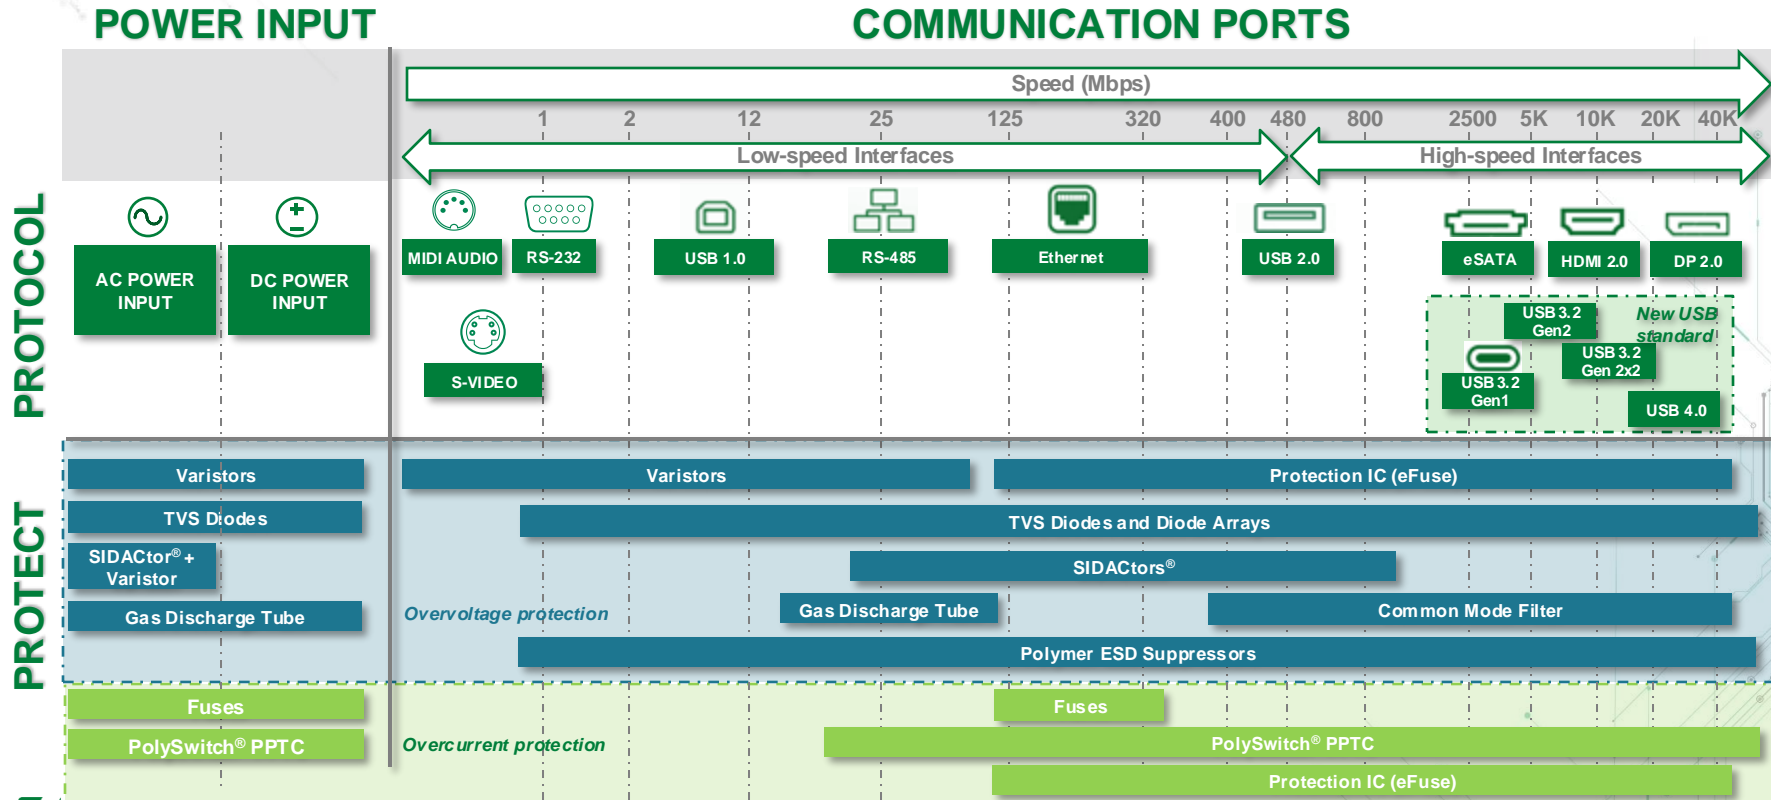 POWER INPUT
COMMUNICATION PORTS
Speed (Mbps)
1 2 12 25 125 320 400 480 800 2500 5K 10K 20K 40K
Low-speed Interfaces
High-speed Interfaces
PROTOCOL
AC POWER
INPUT
DC POWER
INPUT
MIDI AUDIO
RS-232
USB 1.0
RS-485
Ethernet
USB 2.0
eSATA
HDMI 2.0
DP 2.0
S-VIDEO
New USB
standard
USB 3.2
Gen2
USB 3.2
Gen 2x2
USB 3.2
Gen1
USB 4.0
PROTECT
Varistors
Varistors
Protection IC (eFuse)
TVS Diodes
TVS Diodes and Diode Arrays
SIDACtor® +
Varistor
SIDACtors®
Gas Discharge Tube
Overvoltage protection
Gas Discharge Tube
Common Mode Filter
Polymer ESD Suppressors
Fuses
Fuses
PolySwitch® PPTC
Overcurrent protection
PolySwitch® PPTC
Protection IC (eFuse)